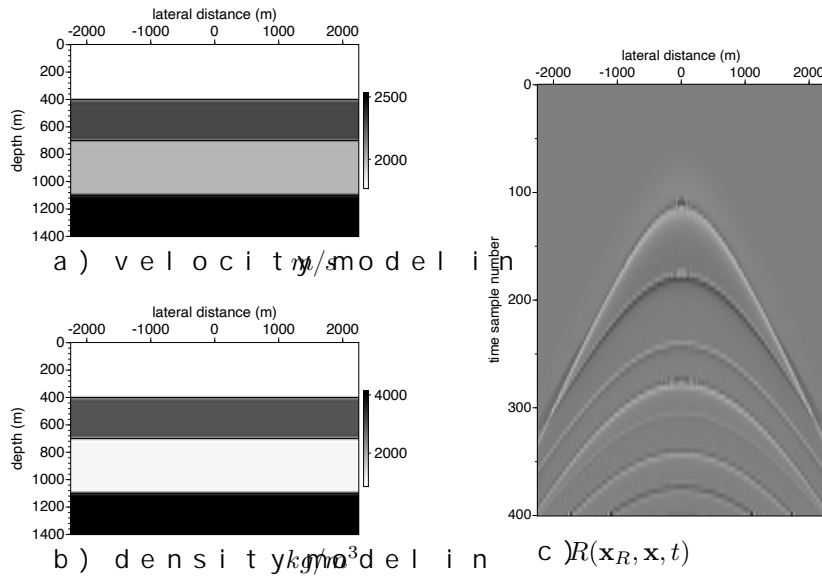 lateral distance (m)
-2000 -1000 0 1000 2000
0
200
400
600
800
1000
1200
1400
depth (m)
2500
2000
a) velocity model in m/s
lateral distance (m)
-2000 -1000 0 1000 2000
0
200
400
600
800
1000
1200
1400
depth (m)
4000
2000
b) density model in kg/m³
lateral distance (m)
-2000 -1000 0 1000 2000
0
100
200
300
400
time sample number
c) R(x_R, x, t)